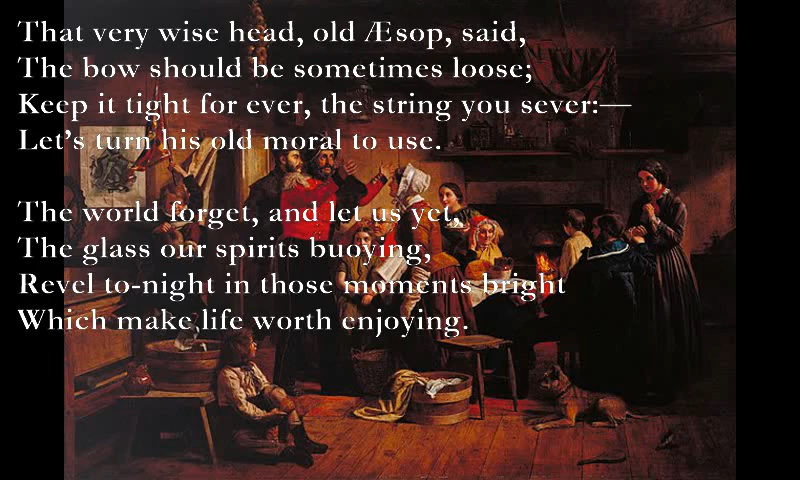 That very wise head, old Æsop, said,
The bow should be sometimes loose;
Keep it tight for ever, the string you sever:—
Let's turn his old moral to use.

The world forget, and let us yet,
The glass our spirits buoying,
Revel to-night in those moments bright
Which make life worth enjoying.